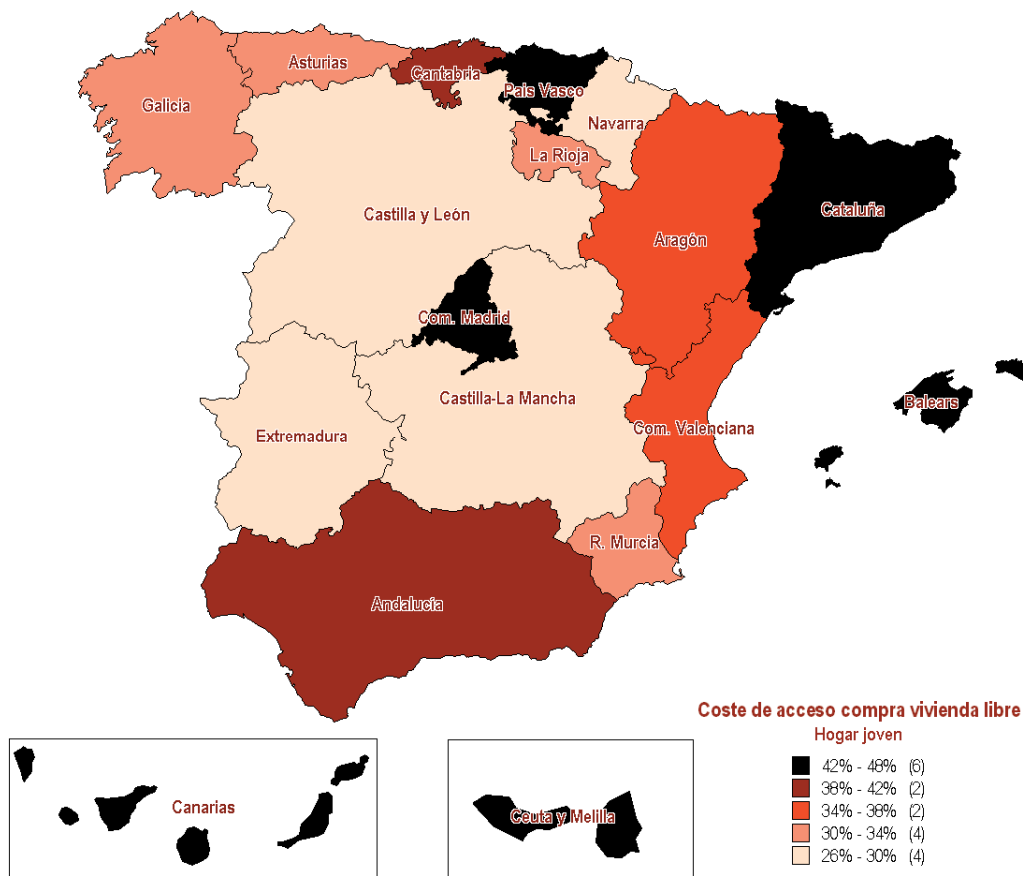 Asturias
Cantabria
Pais Vasco
Galicia
Navarra
La Rioja
Castilla y León
Cataluña
Aragón
Com. Madrid
Castilla-La Mancha
Balears
Com. Valenciana
Extremadura
R. Murcia
Andalucía
Coste de acceso compra vivienda libre
Hogar joven
42% - 48% (6)
38% - 42% (2)
34% - 38% (2)
30% - 34% (4)
26% - 30% (4)
Canarias
Ceuta y Melilla